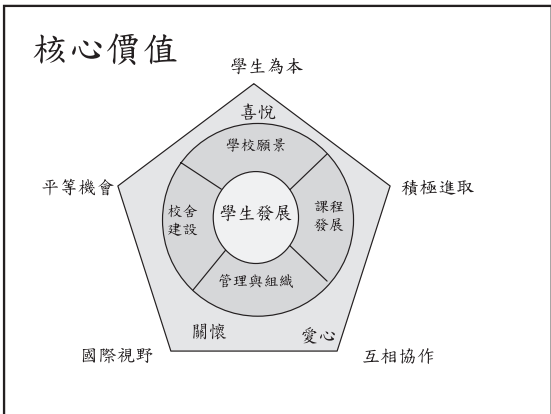 核心價值
學生為本
喜悅
學校願景
平等機會
積極進取
校舍
建設
學生發展
課程
發展
管理與組織
關懷
愛心
國際視野
互相協作